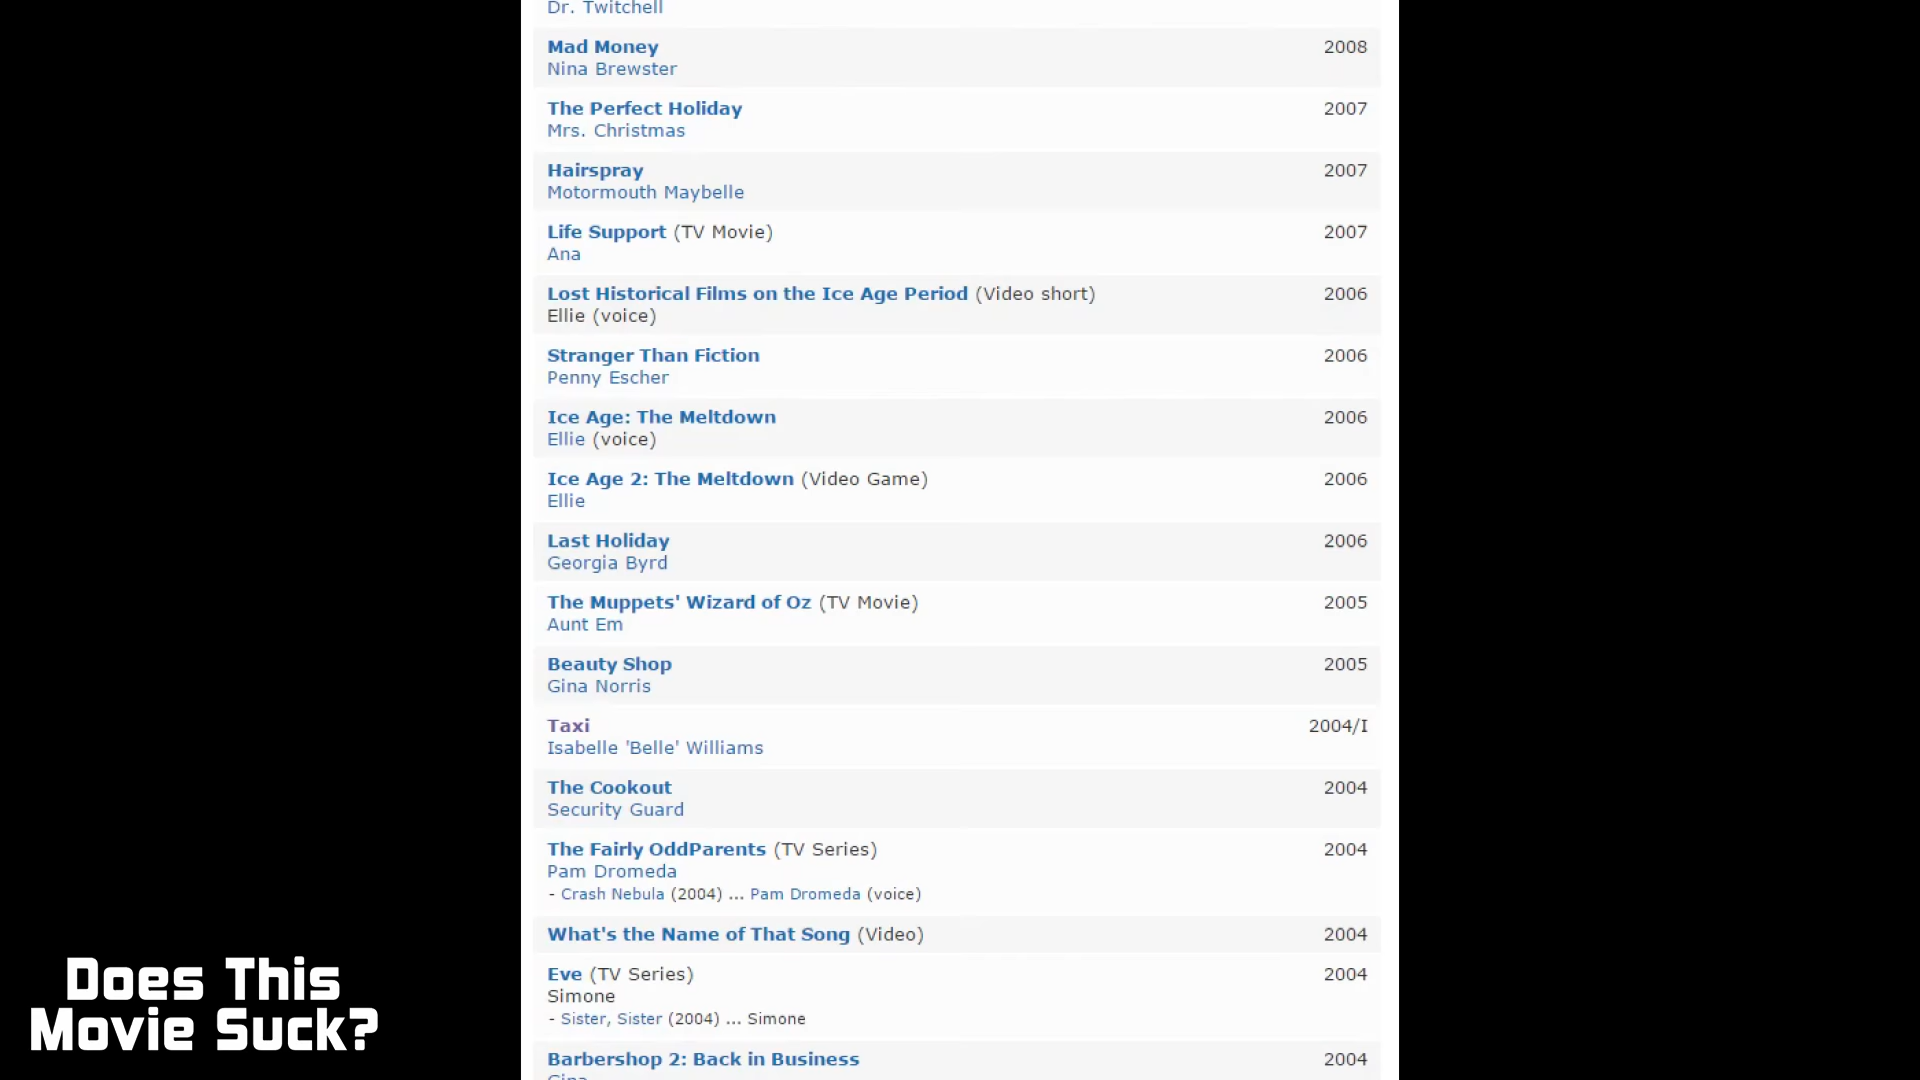 Dr. Twitchell
Mad Money 2008
Nina Brewster
The Perfect Holiday 2007
Mrs. Christmas
Hairspray 2007
Motormouth Maybelle
Life Support (TV Movie) 2007
Ana
Lost Historical Films on the Ice Age Period (Video short) 2006
Ellie (voice)
Stranger Than Fiction 2006
Penny Escher
Ice Age: The Meltdown 2006
Ellie (voice)
Ice Age 2: The Meltdown (Video Game) 2006
Ellie
Last Holiday 2006
Georgia Byrd
The Muppets' Wizard of Oz (TV Movie) 2005
Aunt Em
Beauty Shop 2005
Gina Norris
Taxi 2004/I
Isabelle 'Belle' Williams
The Cookout 2004
Security Guard
The Fairly OddParents (TV Series) 2004
Pam Dromeda
- Crash Nebula (2004) ... Pam Dromeda (voice)
What's the Name of That Song (Video) 2004
Eve (TV Series) 2004
Simone
- Sister, Sister (2004) ... Simone
Barbershop 2: Back in Business 2004
Gina
Does This
Movie Suck?